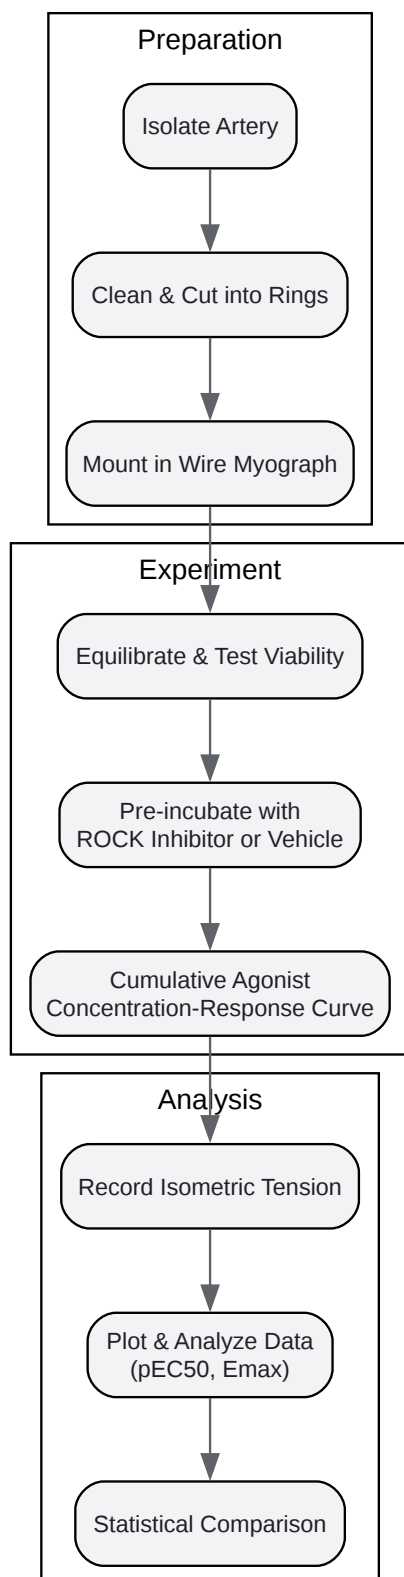 Preparation
Isolate Artery
Clean & Cut into Rings
Mount in Wire Myograph
Experiment
Equilibrate & Test Viability
Pre-incubate with
ROCK Inhibitor or Vehicle
Cumulative Agonist
Concentration-Response Curve
Analysis
Record Isometric Tension
Plot & Analyze Data
(pEC50, Emax)
Statistical Comparison